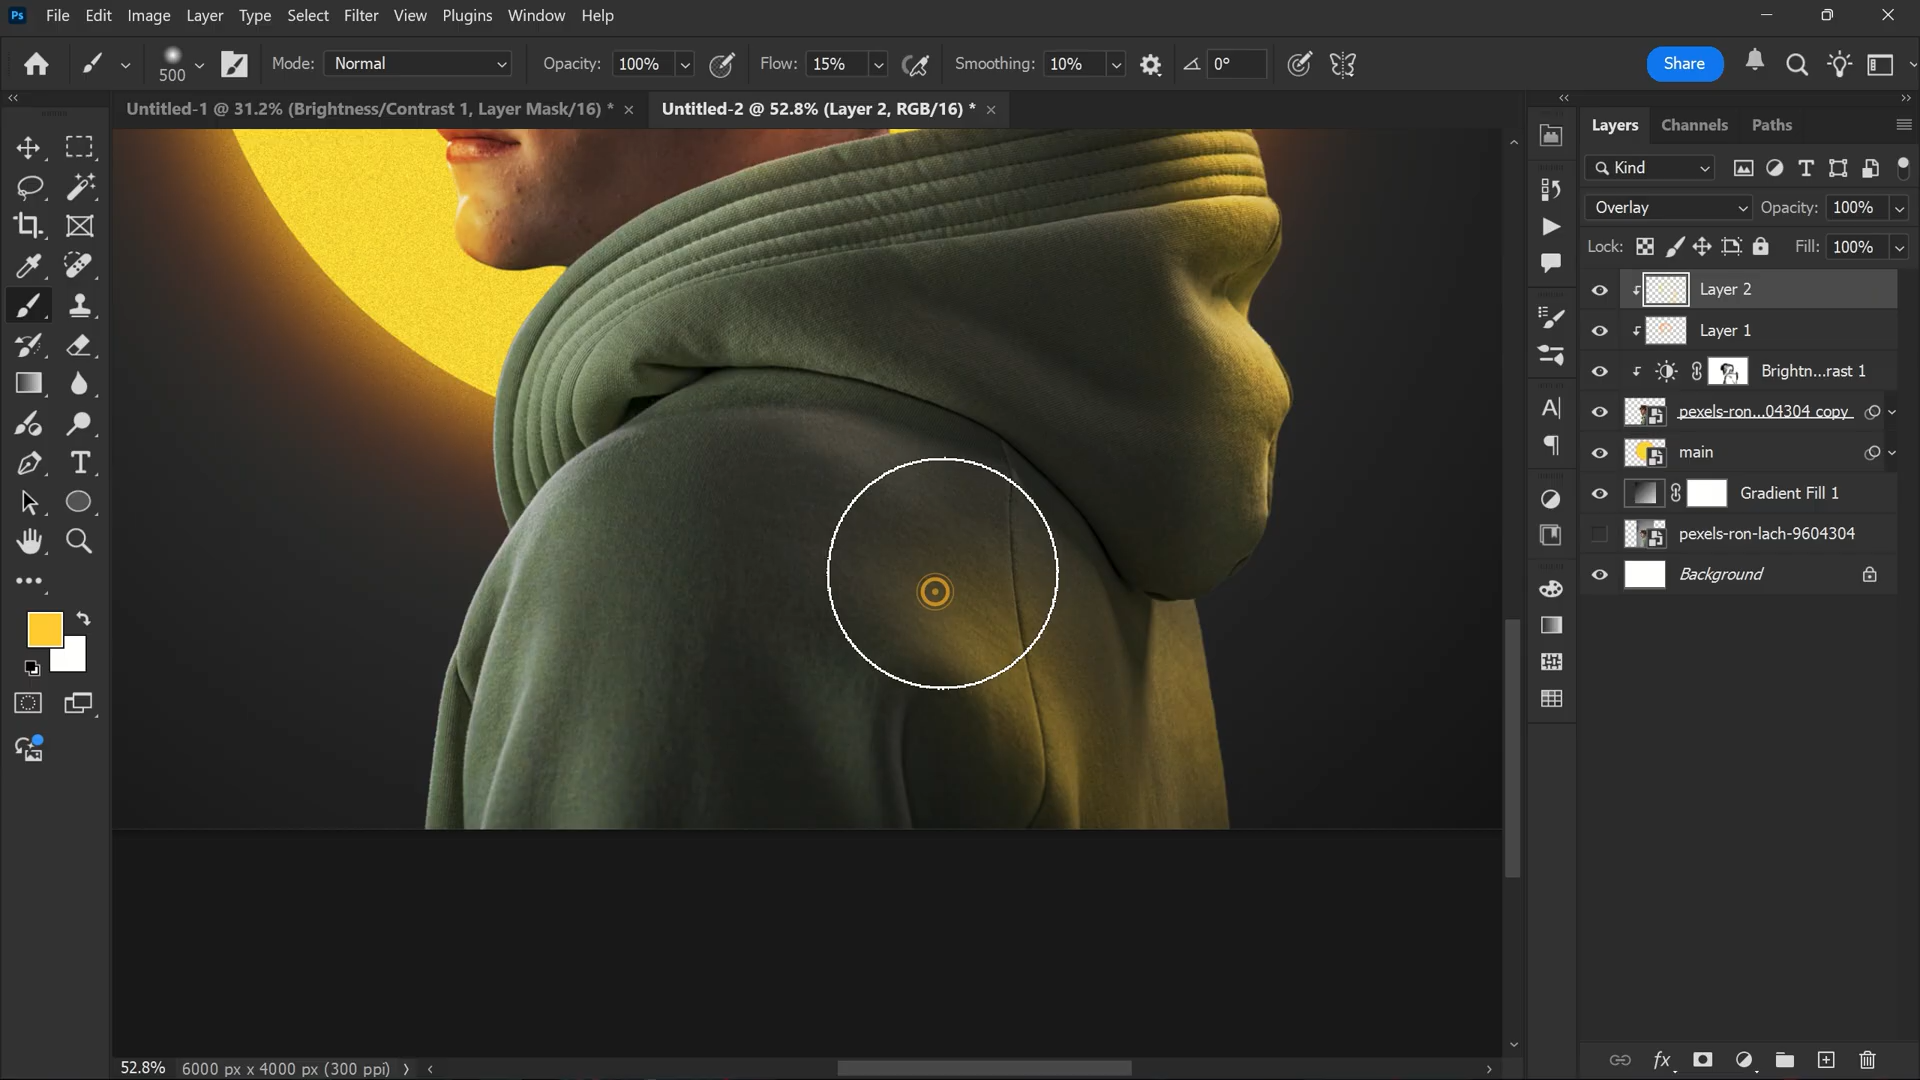 Ps File Edit Image Layer Type Select Filter View Plugins Window Help
500 Mode: Normal Opacity: 100% Flow: 15% Smoothing: 10% 0° Share
Untitled-1 @ 31.2% (Brightness/Contrast 1, Layer Mask/16) * Untitled-2 @ 52.8% (Layer 2, RGB/16) *
Layers Channels Paths
Kind
Overlay Opacity: 100%
Lock: Fill: 100%
Layer 2
Layer 1
Brightn...rast 1
pexels-ron...04304 copy
main
Gradient Fill 1
pexels-ron-lach-9604304
Background
52.8% 6000 px x 4000 px (300 ppi)